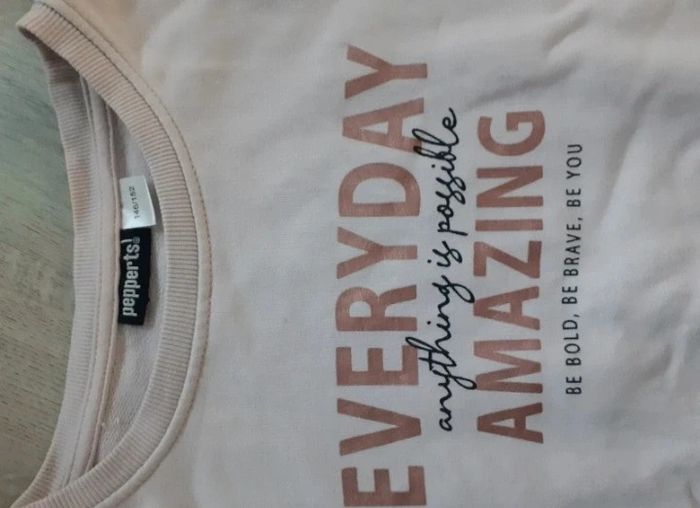 146/152
pepperts!
EVERYDAY
anything is possible
AMAZING
BE BOLD, BE BRAVE, BE YOU